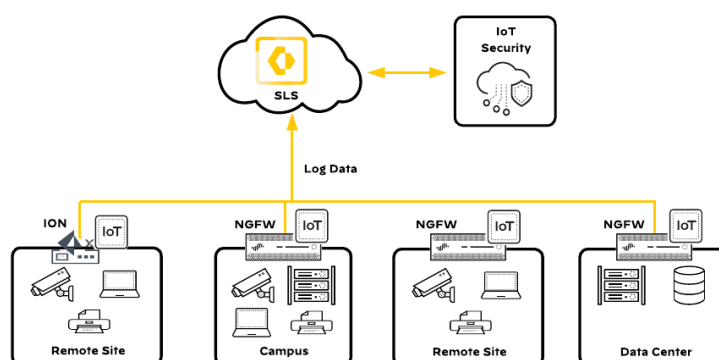 IoT
Security
SLS
Log Data
ION
IoT
NGFW
IoT
NGFW
IoT
NGFW
IoT
Remote Site
Campus
Remote Site
Data Center